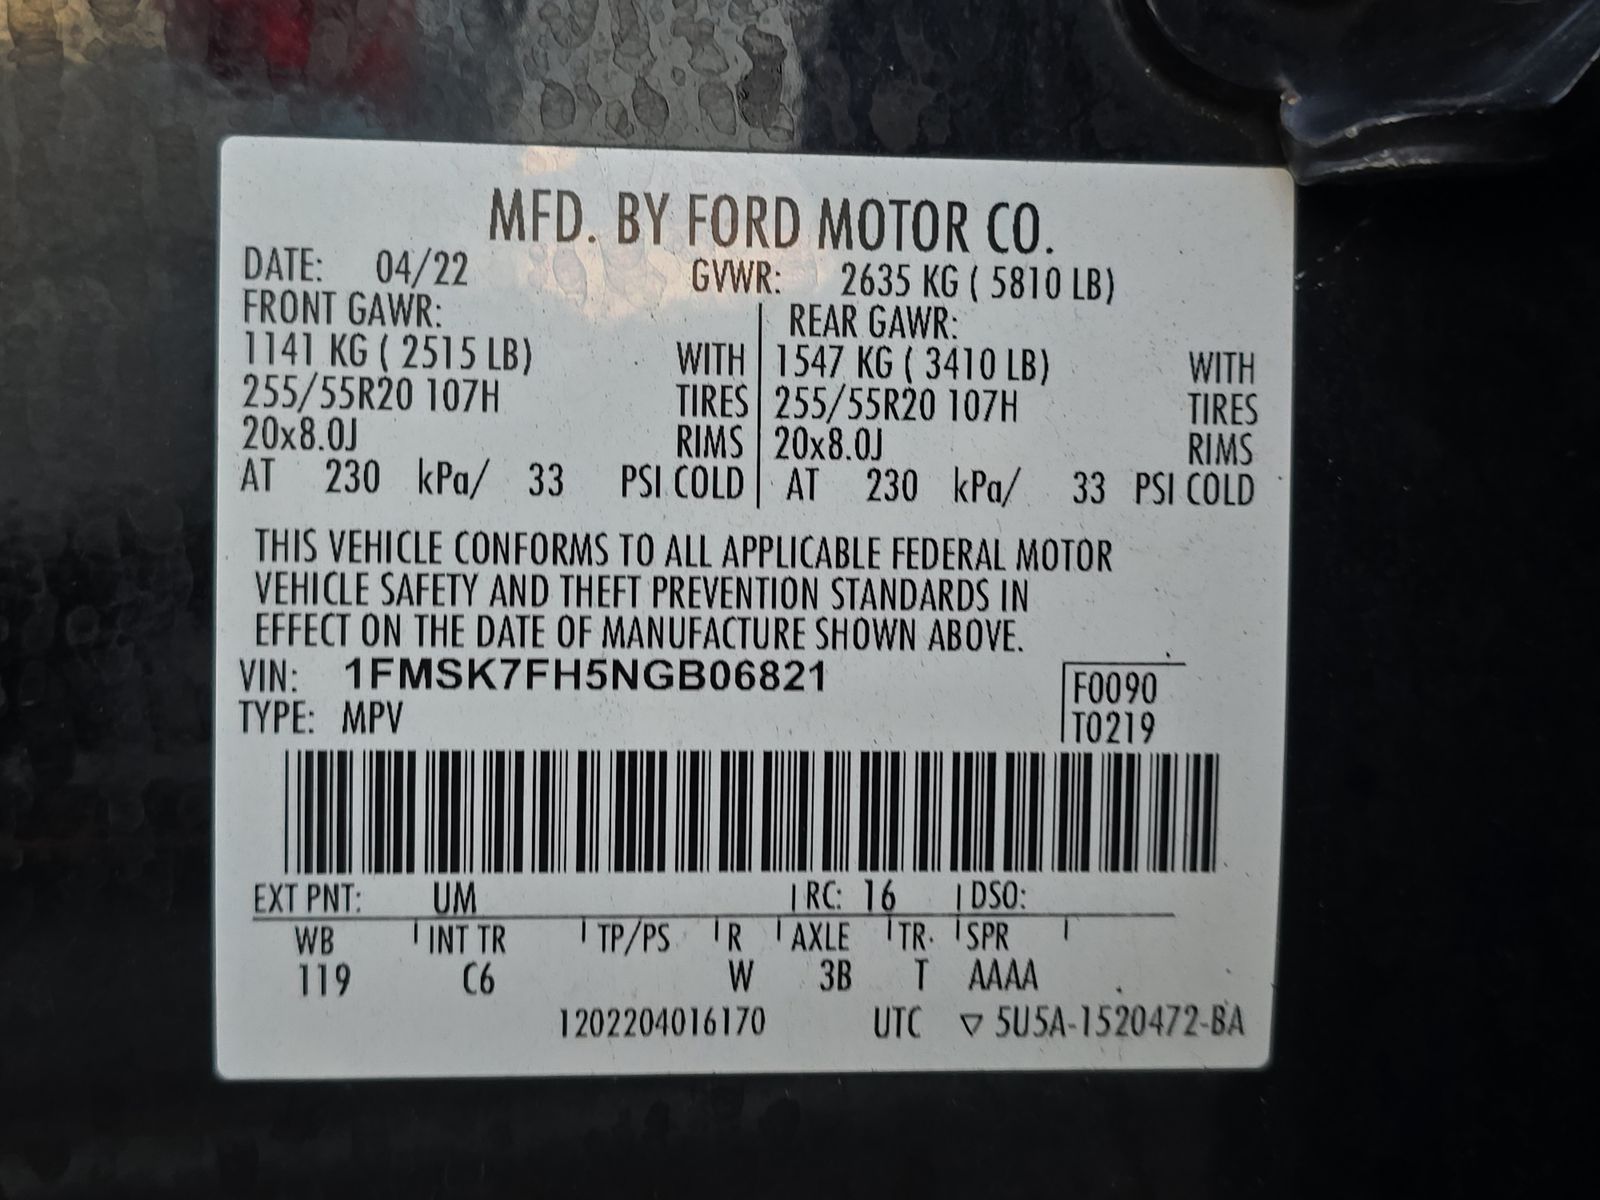 MFD. BY FORD MOTOR CO.
DATE: 04/22 GVWR: 2635 KG ( 5810 LB)
FRONT GAWR: REAR GAWR:
1141 KG ( 2515 LB) WITH 1547 KG ( 3410 LB) WITH
255/55R20 107H TIRES 255/55R20 107H TIRES
20x8.0J RIMS 20x8.0J RIMS
AT 230 kPa/ 33 PSI COLD AT 230 kPa/ 33 PSI COLD
THIS VEHICLE CONFORMS TO ALL APPLICABLE FEDERAL MOTOR
VEHICLE SAFETY AND THEFT PREVENTION STANDARDS IN
EFFECT ON THE DATE OF MANUFACTURE SHOWN ABOVE.
VIN: 1FMSK7FH5NGB06821
F0090
TYPE: MPV T0219
EXT PNT: UM RC: 16 DSO:
WB INT TR TP/PS R AXLE TR SPR
119 C6 W 3B T AAAA
1202204016170 UTC ▽ 5U5A-1520472-BA